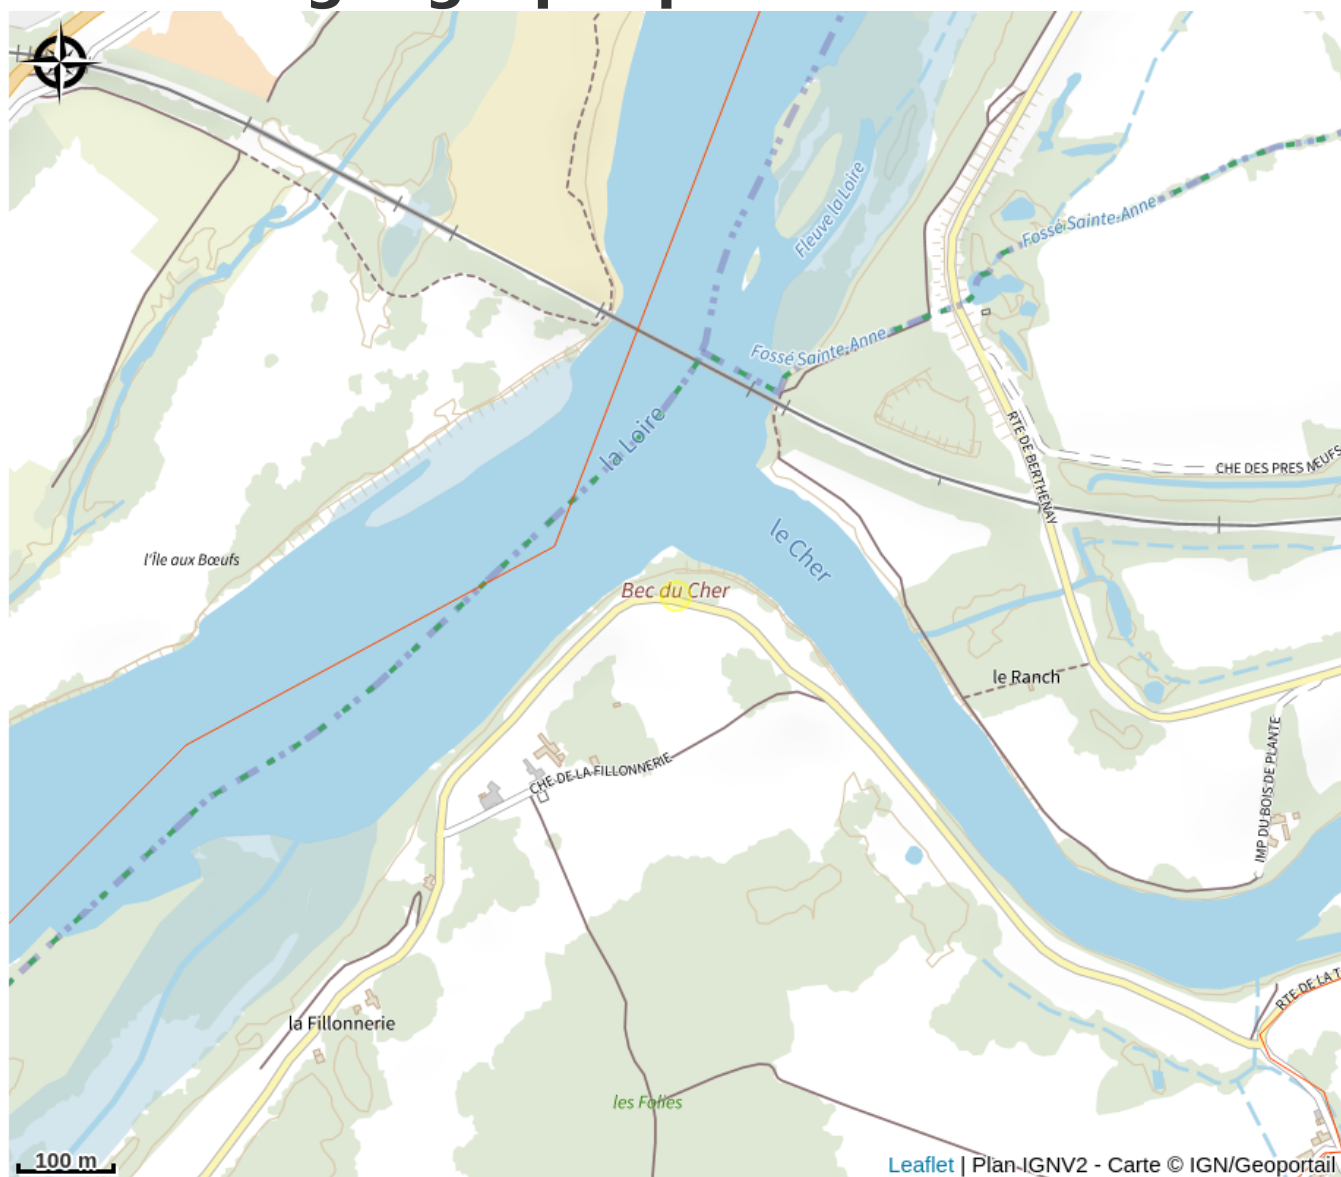 Fleuve la Loire
Fossé Sainte-Anne
Fossé Sainte-Anne
la Loire
RTE DE BERTHENAY
CHE DES PRES NEUFS
l'Île aux Bœufs
le Cher
Bec du Cher
le Ranch
CHE DE LA FILLONNERIE
IMP DU BOIS DE PLANTE
RTE DE LA T
la Fillonnerie
les Folies
100 m
Leaflet | Plan IGNV2 - Carte © IGN/Geoportail